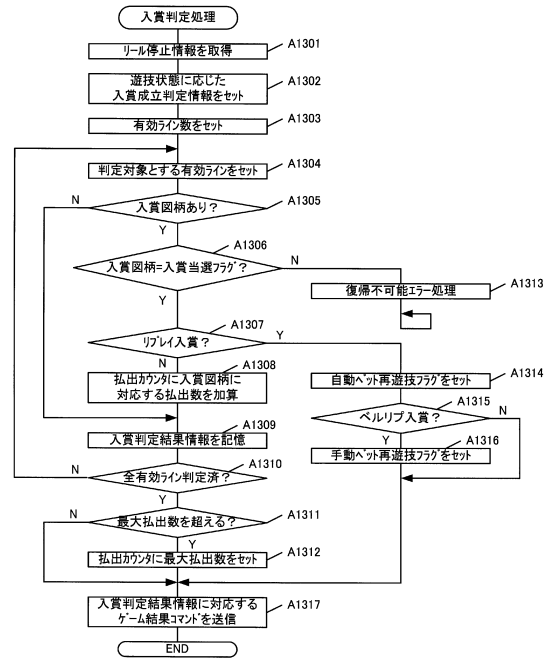 入賞判定処理
ﾘｰﾙ停止情報を取得
A1301
遊技状態に応じた
入賞成立判定情報をセット
A1302
有効ﾗｲﾝ数をセット
A1303
判定対象とする有効ﾗｲﾝをセット
A1304
N
入賞図柄あり？
A1305
Y
入賞図柄=入賞当選ﾌﾗｸﾞ？
A1306
N
Y
復帰不可能ｴﾗｰ処理
A1313
ﾘﾌﾟﾚｲ入賞？
A1307
Y
N
払出ｶｳﾝﾀに入賞図柄に
対応する払出数を加算
A1308
自動ﾍﾞｯﾄ再遊技ﾌﾗｸﾞをセット
A1314
ベルリプ入賞？
A1315
N
Y
入賞判定結果情報を記憶
A1309
手動ﾍﾞｯﾄ再遊技ﾌﾗｸﾞをセット
A1316
N
全有効ﾗｲﾝ判定済？
A1310
Y
N
最大払出数を超える？
A1311
Y
払出ｶｳﾝﾀに最大払出数をｾｯﾄ
A1312
入賞判定結果情報に対応する
ｹﾞｰﾑ結果ｺﾏﾝﾄﾞを送信
A1317
END